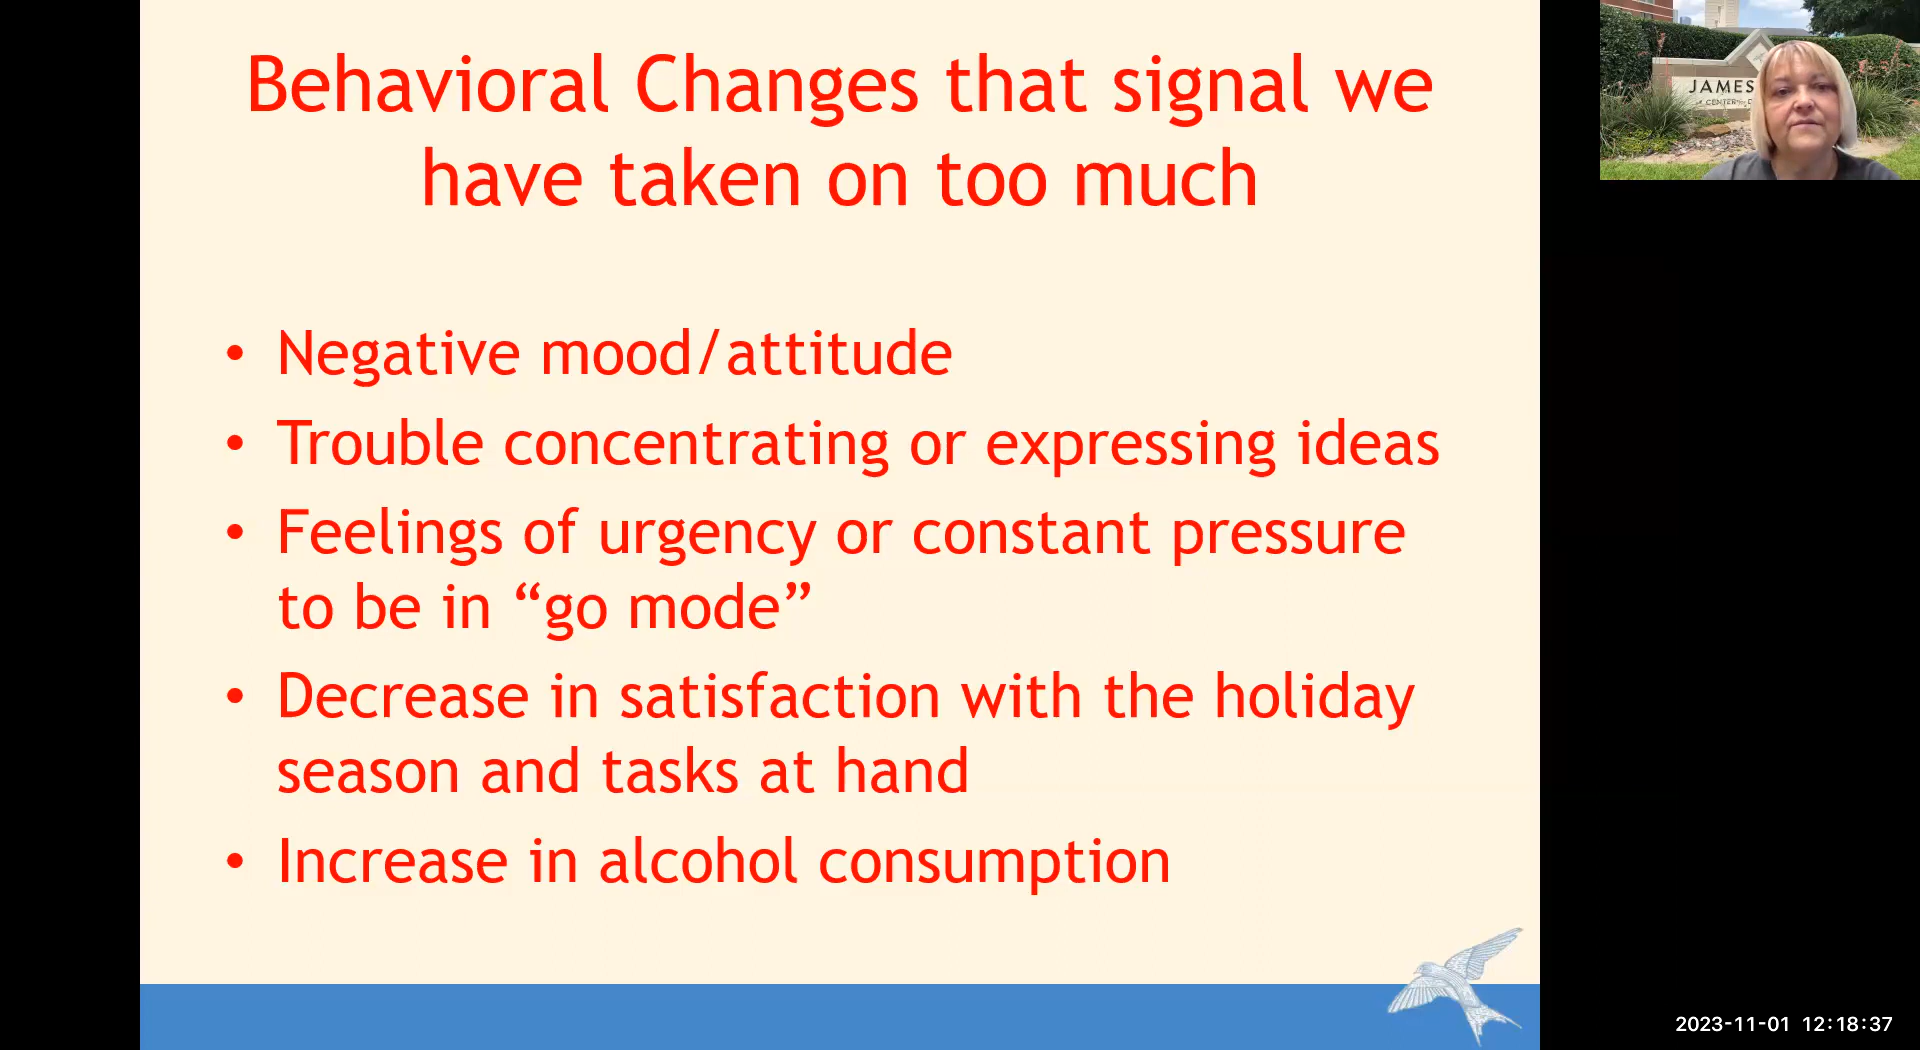 Behavioral Changes that signal we
have taken on too much
• Negative mood/attitude
• Trouble concentrating or expressing ideas
• Feelings of urgency or constant pressure
to be in “go mode”
• Decrease in satisfaction with the holiday
season and tasks at hand
• Increase in alcohol consumption
JAMES
CENTER
2023-11-01 12:18:37